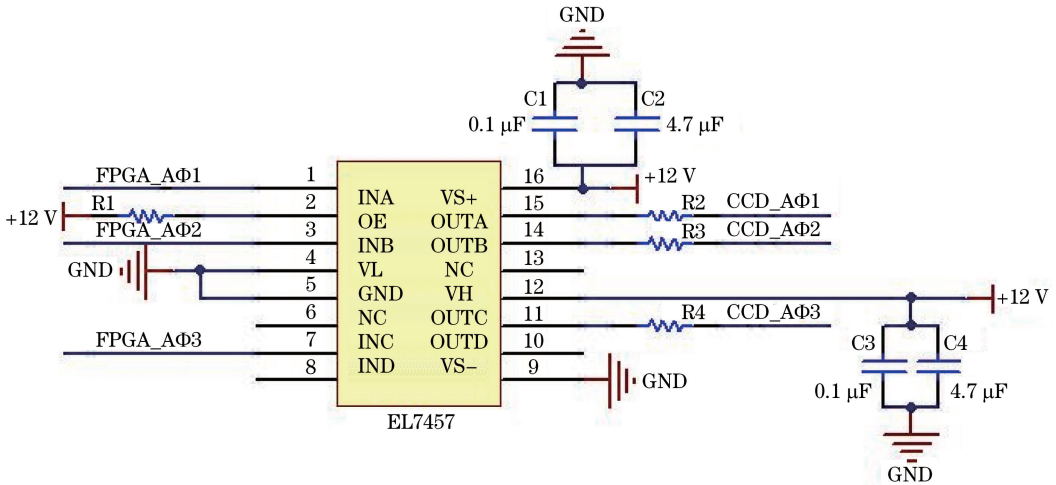 GND
C1 C2
0.1 μF 4.7 μF
FPGA_AΦ1 1 16 +12 V
INA VS+
R1 2 15 R2 CCD_AΦ1
+12 V OE OUTA
FPGA_AΦ2 3 14 R3 CCD_AΦ2
INB OUTB
GND 4 VL NC 13
5 GND VH 12 +12 V
6 NC OUTC 11 R4 CCD_AΦ3
FPGA_AΦ3 7 INC OUTD 10 C3 C4
8 IND VS− 9 GND
0.1 μF 4.7 μF
EL7457
GND